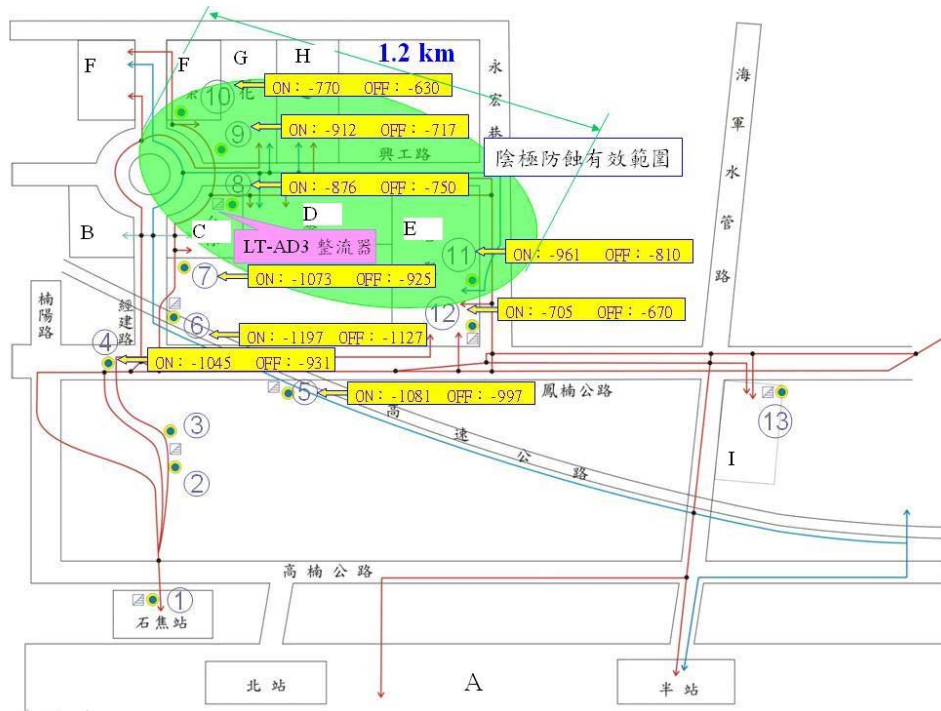 1.2 km
F
F
G
H
永宏巷
海軍水管路
⑩
花
ON：-770 OFF：-630
⑨
ON：-912 OFF：-717
興工路
陰極防蝕有效範圍
⑧
ON：-876 OFF：-750
B
C
D
E
LT-AD3 整流器
⑪
ON：-961 OFF：-810
⑦
ON：-1073 OFF：-925
楠陽路
經建路
⑫
ON：-705 OFF：-670
⑥
ON：-1197 OFF：-1127
④
ON：-1045 OFF：-931
⑤
ON：-1081 OFF：-997
鳳楠公路
⑬
高速公路
③
I
②
高楠公路
①
石焦站
北站
A
半站